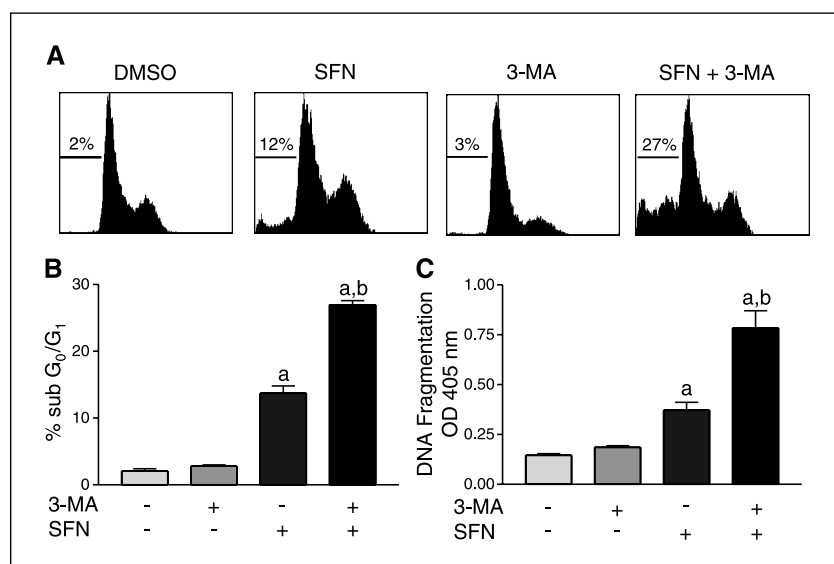 A
DMSO SFN 3-MA SFN + 3-MA
2% 12% 3% 27%
B
% sub G₀/G₁
30
20
10
0
a
a,b
3-MA - + - +
SFN - - + +
C
DNA Fragmentation
OD 405 nm
1.00
0.75
0.50
0.25
0.00
a
a,b
3-MA - + - +
SFN - - + +